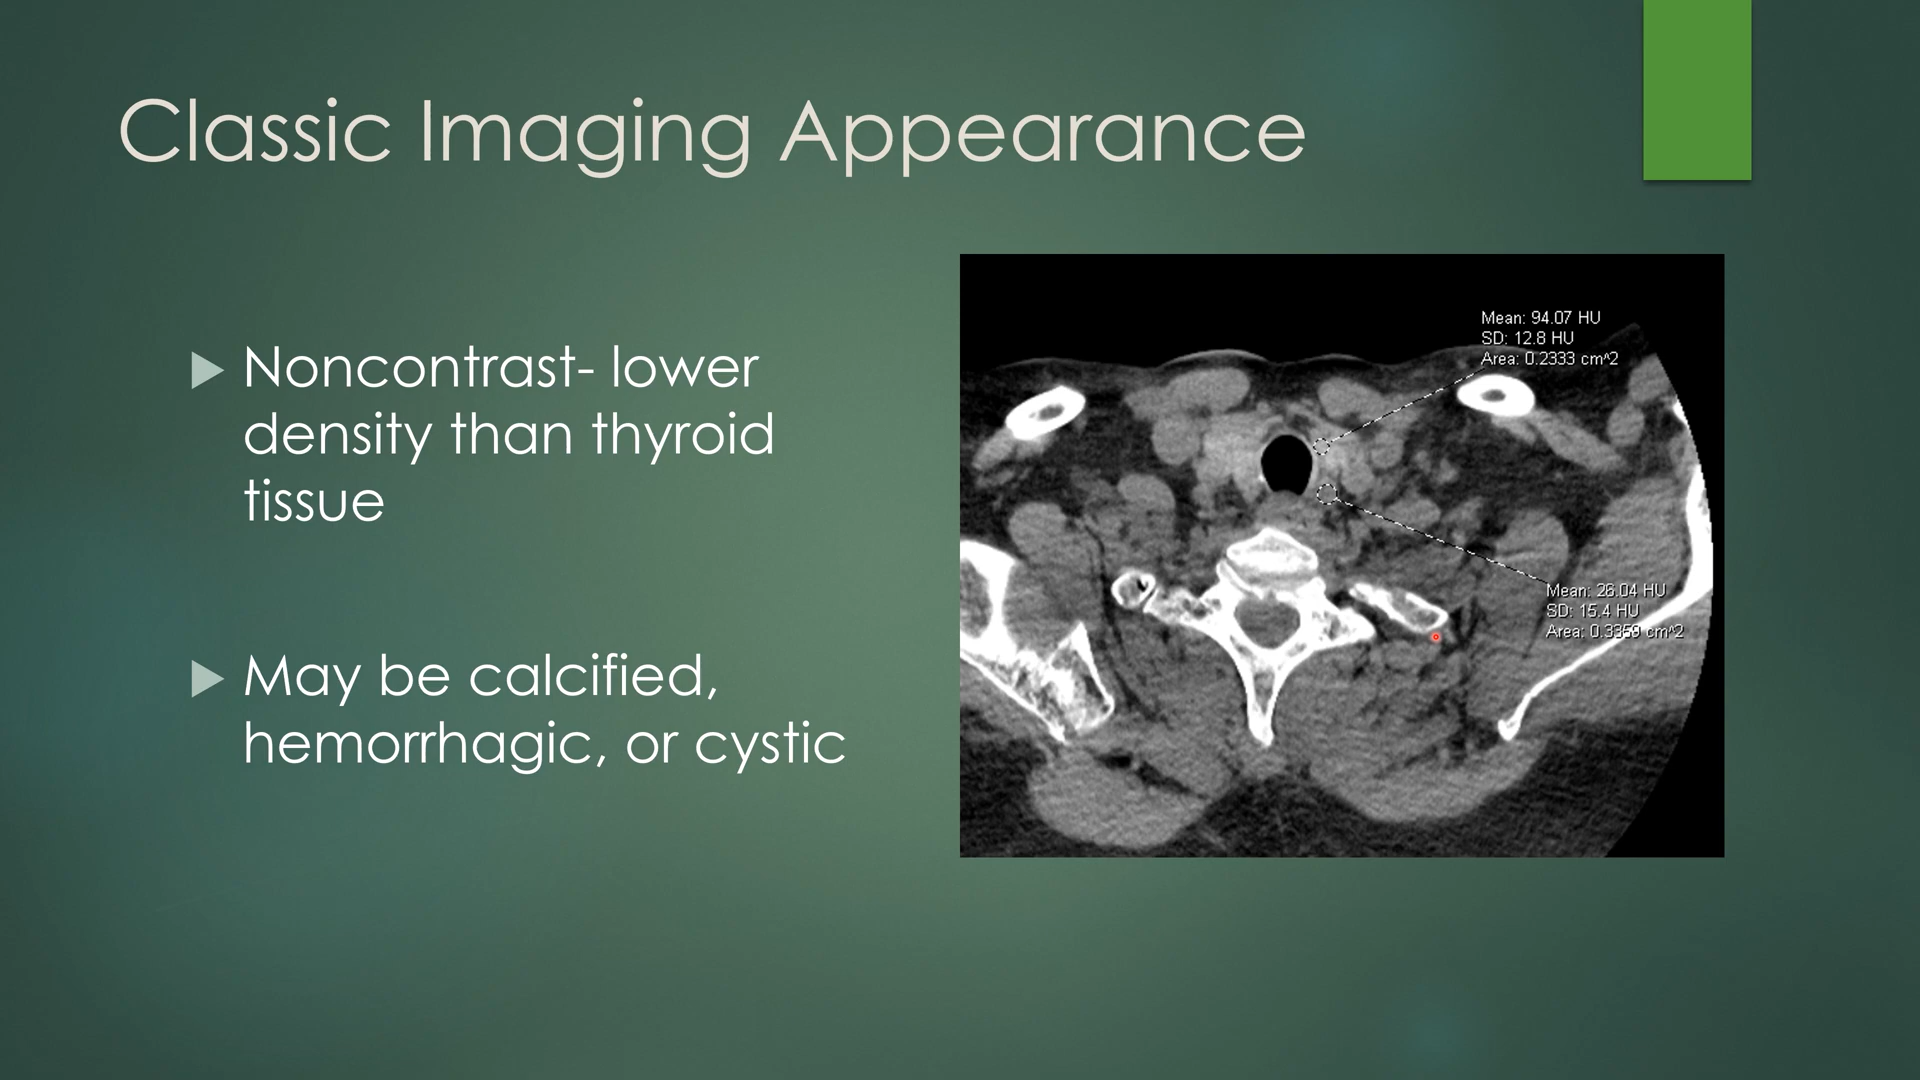 Classic Imaging Appearance
Noncontrast- lower
density than thyroid
tissue
May be calcified,
hemorrhagic, or cystic
Mean: 94.07 HU
SD: 12.8 HU
Area: 0.2333 cm^2
Mean: 26.04 HU
SD: 15.4 HU
Area: 0.3359 cm^2